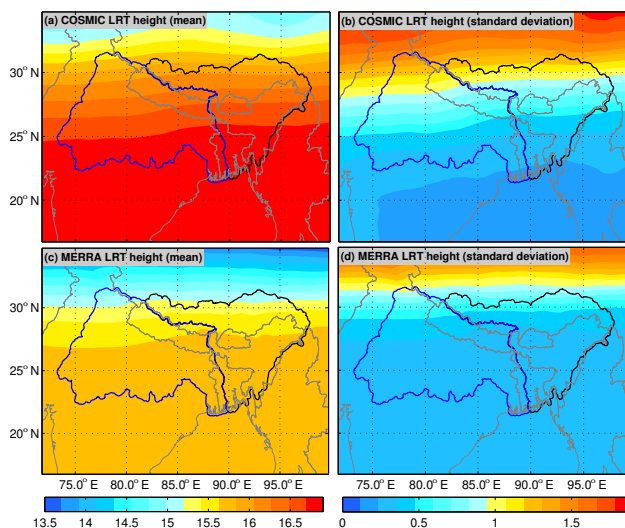 (a) COSMIC LRT height (mean)
(b) COSMIC LRT height (standard deviation)
30° N
25° N
20° N
(c) MERRA LRT height (mean)
(d) MERRA LRT height (standard deviation)
30° N
25° N
20° N
75.0° E 80.0° E 85.0° E 90.0° E 95.0° E
75.0° E 80.0° E 85.0° E 90.0° E 95.0° E
13.5 14 14.5 15 15.5 16 16.5
0 0.5 1 1.5